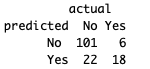 actual
predicted No Yes
No 101 6
Yes 22 18